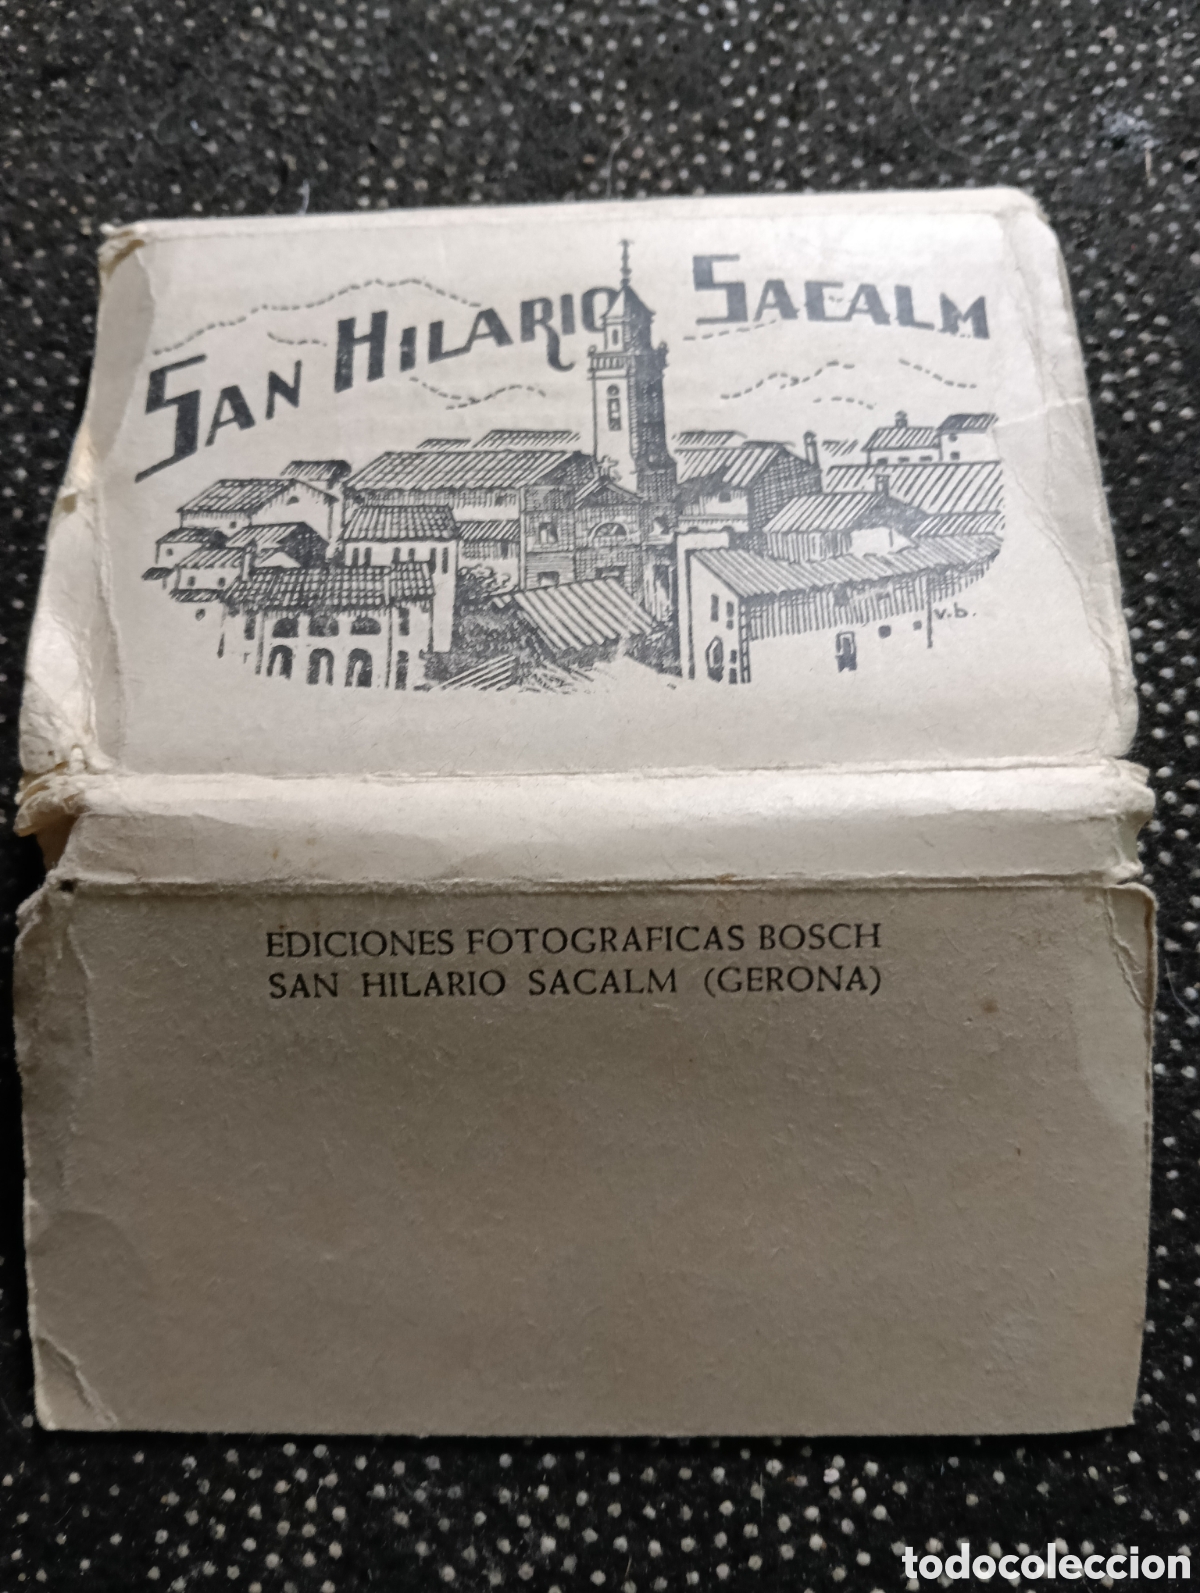 SAN HILARIO SACALM
v.b.
EDICIONES FOTOGRAFICAS BOSCH
SAN HILARIO SACALM (GERONA)
todocoleccion